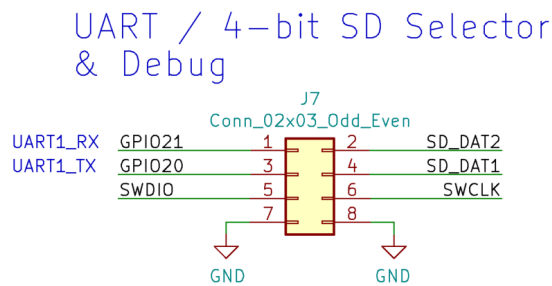 UART / 4-bit SD Selector
& Debug
J7
Conn_02x03_Odd_Even
UART1_RX GPIO21 1 2 SD_DAT2
UART1_TX GPIO20 3 4 SD_DAT1
SWDIO 5 6 SWCLK
7 8
GND GND